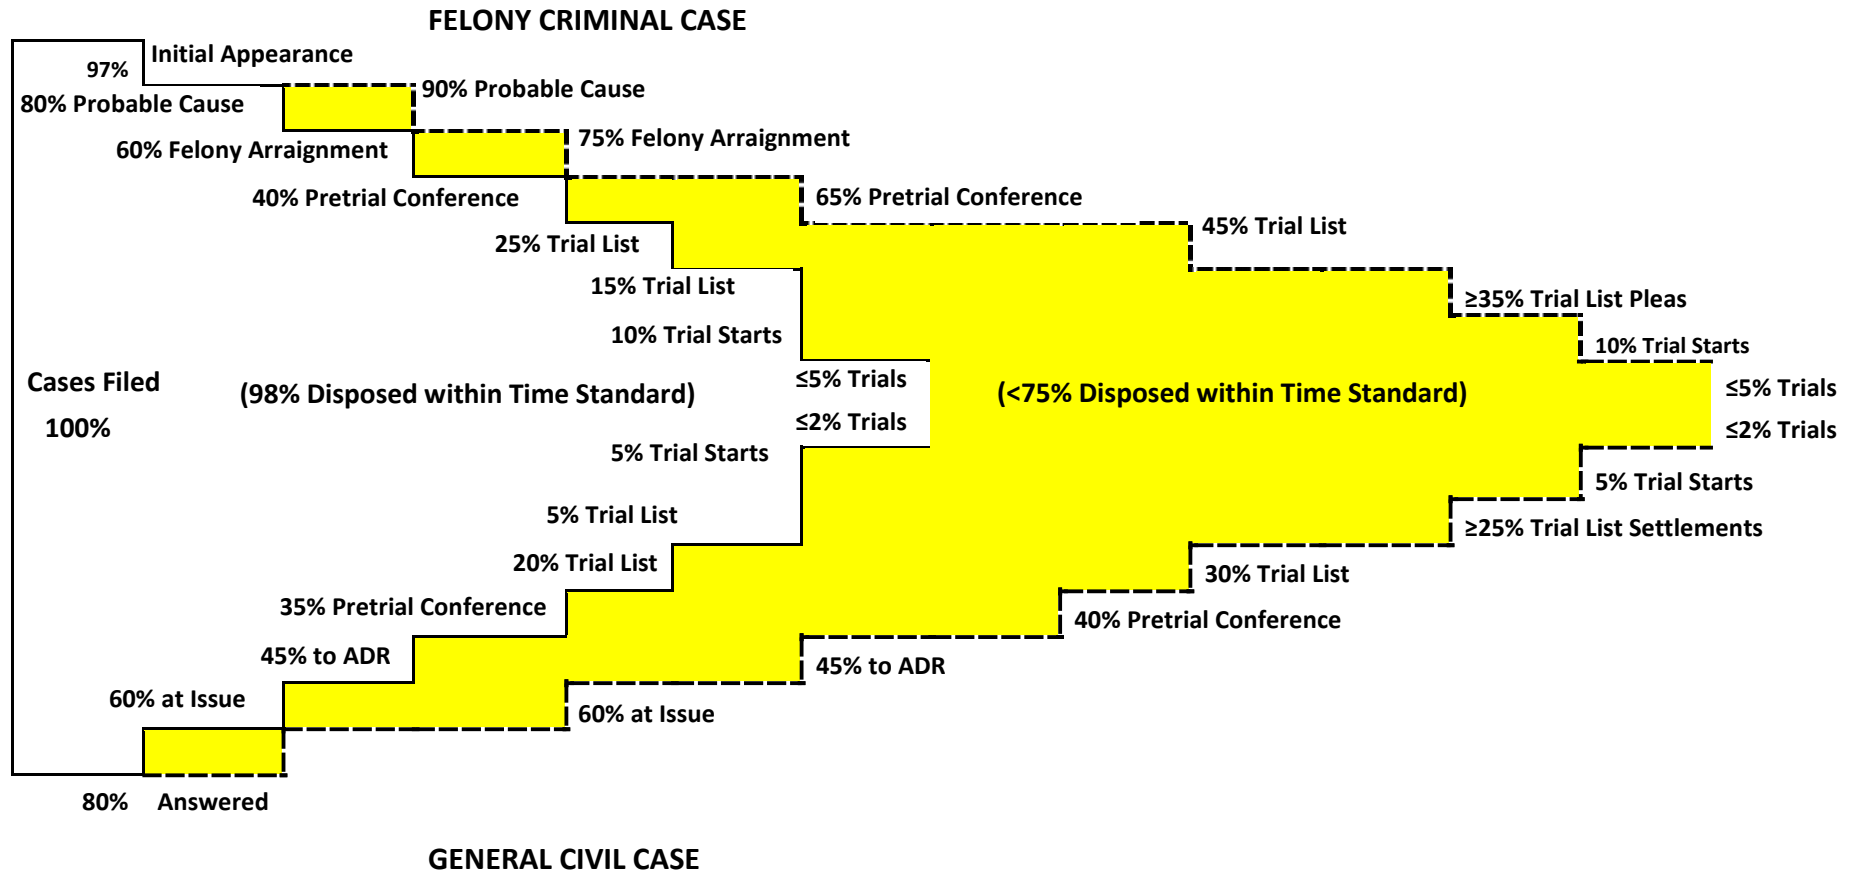 FELONY CRIMINAL CASE
Initial Appearance
97%
90% Probable Cause
80% Probable Cause
75% Felony Arraignment
60% Felony Arraignment
65% Pretrial Conference
40% Pretrial Conference
45% Trial List
25% Trial List
15% Trial List
≥35% Trial List Pleas
10% Trial Starts
10% Trial Starts
Cases Filed
100%
(98% Disposed within Time Standard)
≤5% Trials
≤2% Trials
(<75% Disposed within Time Standard)
≤5% Trials
≤2% Trials
5% Trial Starts
5% Trial Starts
5% Trial List
≥25% Trial List Settlements
20% Trial List
30% Trial List
35% Pretrial Conference
40% Pretrial Conference
45% to ADR
45% to ADR
60% at Issue
60% at Issue
80% Answered
GENERAL CIVIL CASE